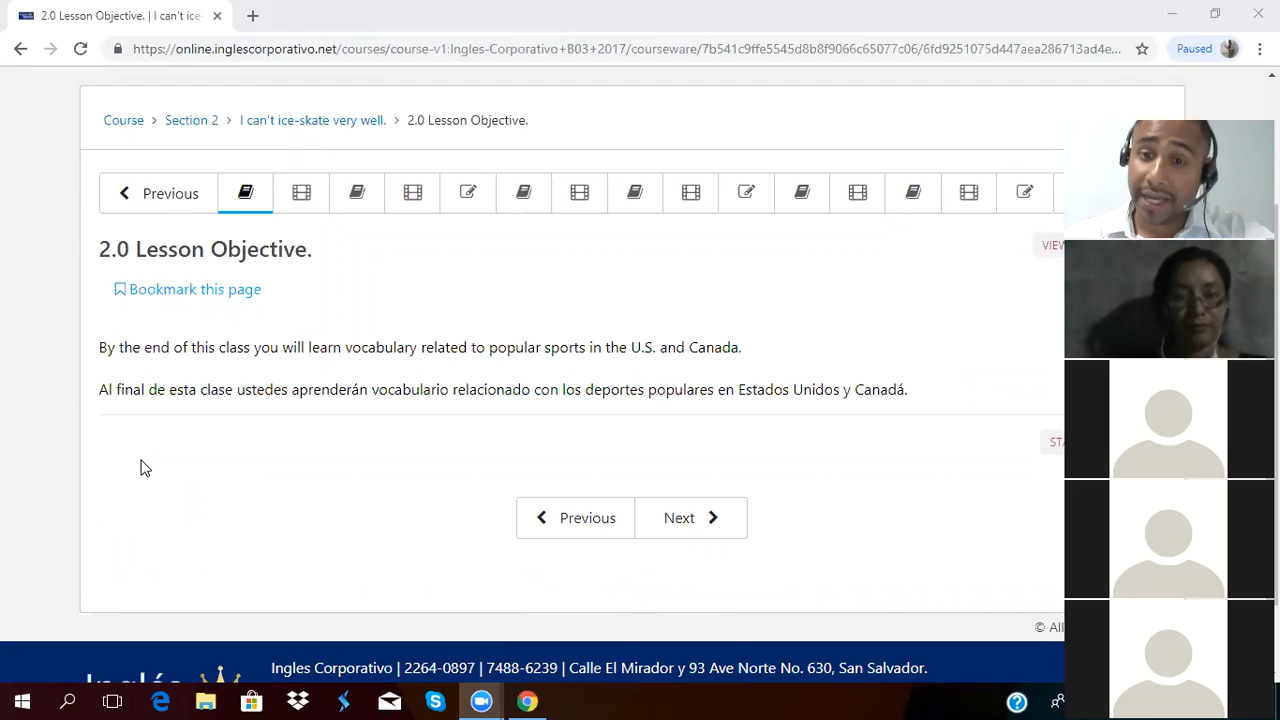 2.0 Lesson Objective. | I can't ice-
https://online.inglescorporativo.net/courses/course-v1:Ingles-Corporativo+B03+2017/courseware/7b541c9ffe5545d8b8f9066c65077c06/6fd9251075d447aea286713ad4e...
Paused
Course > Section 2 > I can't ice-skate very well. > 2.0 Lesson Objective.
Previous
2.0 Lesson Objective.
VIEW
Bookmark this page
By the end of this class you will learn vocabulary related to popular sports in the U.S. and Canada.
Al final de esta clase ustedes aprenderán vocabulario relacionado con los deportes populares en Estados Unidos y Canadá.
STA
Previous
Next
© All
Inglés
Ingles Corporativo | 2264-0897 | 7488-6239 | Calle El Mirador y 93 Ave Norte No. 630, San Salvador.